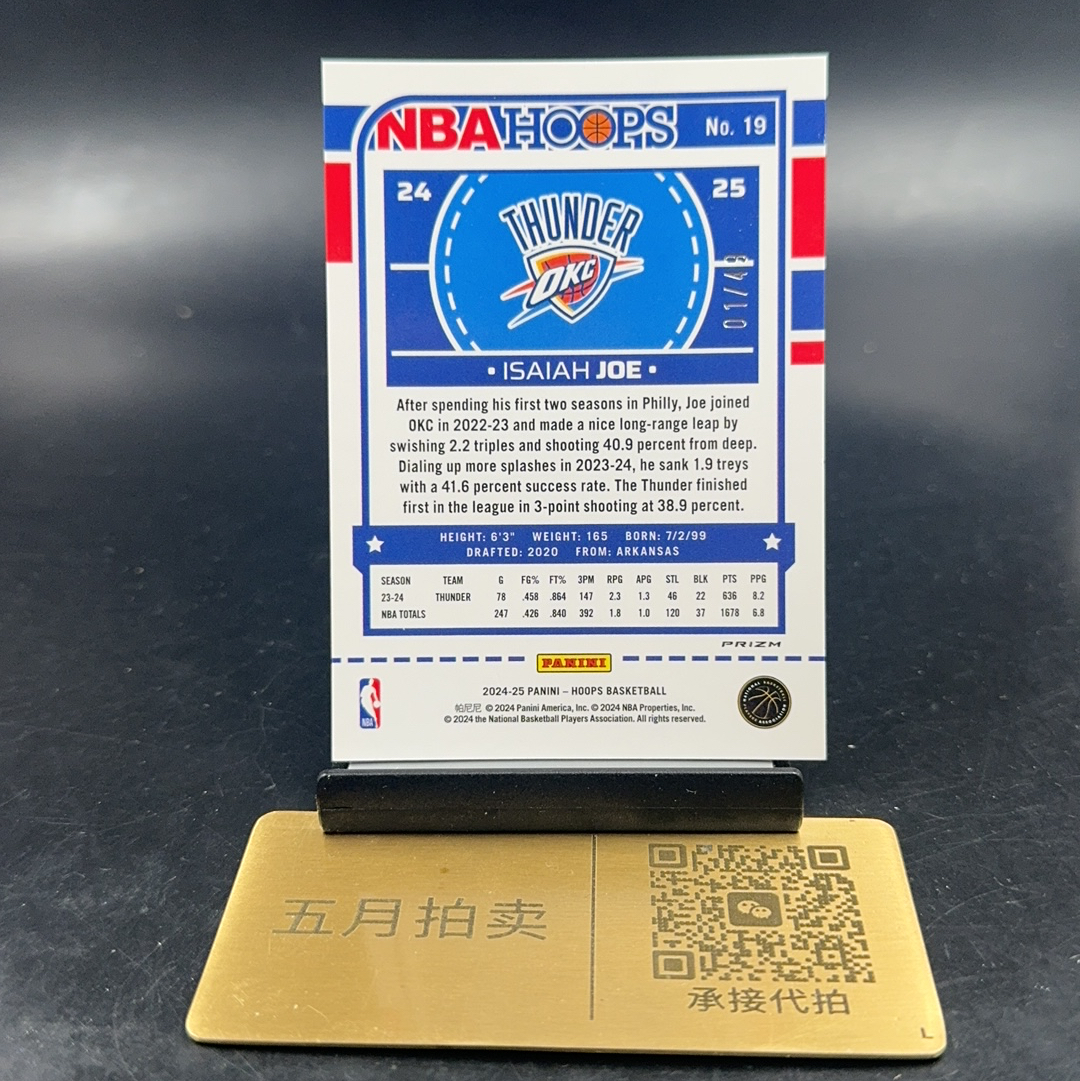 NBA HOOPS No. 19
24 25
THUNDER
OKC
01/49
• ISAIAH JOE •
After spending his first two seasons in Philly, Joe joined
OKC in 2022-23 and made a nice long-range leap by
swishing 2.2 triples and shooting 40.9 percent from deep.
Dialing up more splashes in 2023-24, he sank 1.9 treys
with a 41.6 percent success rate. The Thunder finished
first in the league in 3-point shooting at 38.9 percent.
HEIGHT: 6'3" WEIGHT: 165 BORN: 7/2/99
DRAFTED: 2020 FROM: ARKANSAS
SEASON TEAM G FG% FT% 3PM RPG APG STL BLK PTS PPG
23-24 THUNDER 78 .458 .864 147 2.3 1.3 46 22 636 8.2
NBA TOTALS 247 .426 .840 392 1.8 1.0 120 37 1678 6.8
PRIZM
PANINI
2024-25 PANINI – HOOPS BASKETBALL
帕尼尼 © 2024 Panini America, Inc. © 2024 NBA Properties, Inc.
© 2024 the National Basketball Players Association. All rights reserved.
NBA
NATIONAL BASKETBALL PLAYERS ASSOCIATION
五月拍卖
承接代拍
L